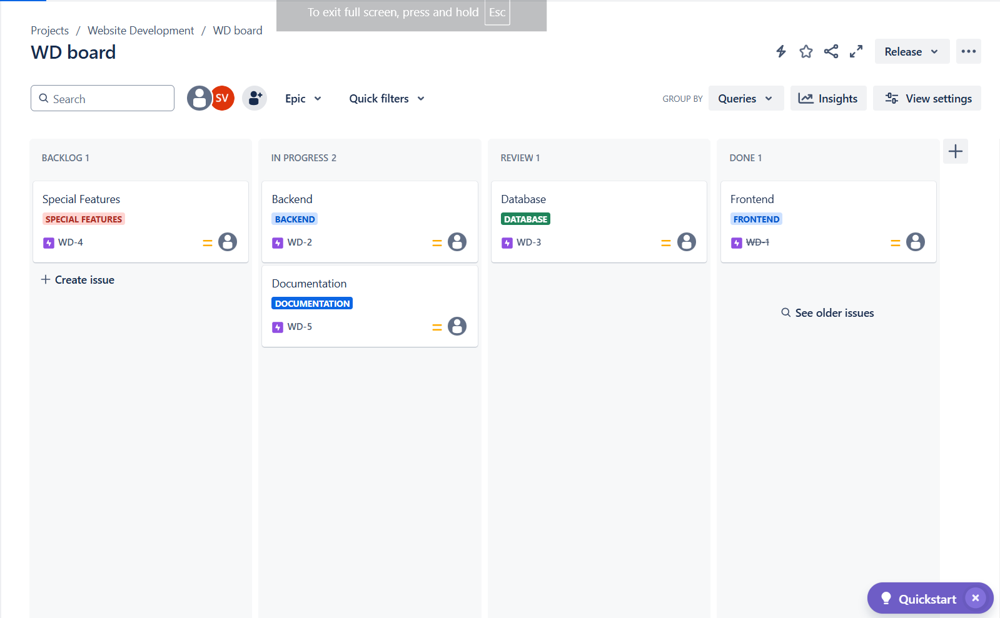 To exit full screen, press and hold Esc
Projects / Website Development / WD board
WD board
Release
Search
SV
Epic
Quick filters
GROUP BY
Queries
Insights
View settings
BACKLOG 1
Special Features
SPECIAL FEATURES
WD-4
Create issue
IN PROGRESS 2
Backend
BACKEND
WD-2
Documentation
DOCUMENTATION
WD-5
REVIEW 1
Database
DATABASE
WD-3
DONE 1
Frontend
FRONTEND
WD-1
See older issues
Quickstart